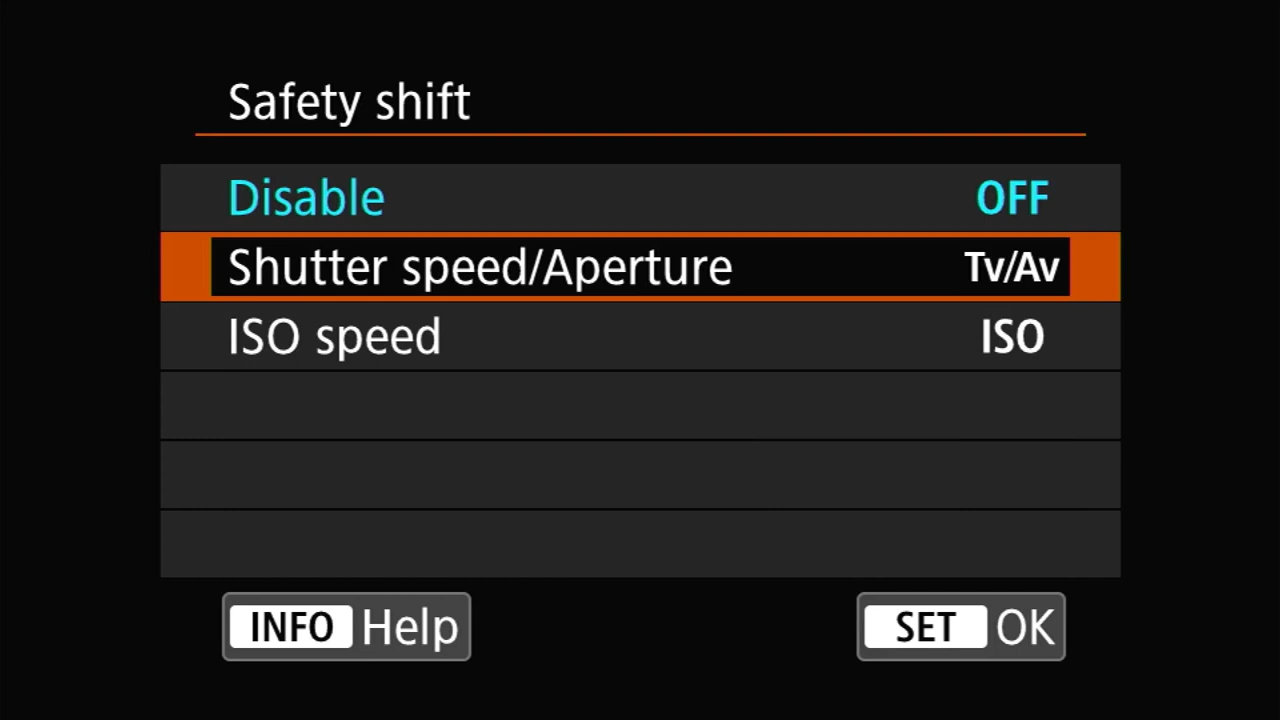 Safety shift
Disable OFF
Shutter speed/Aperture Tv/Av
ISO speed ISO
INFO Help SET OK